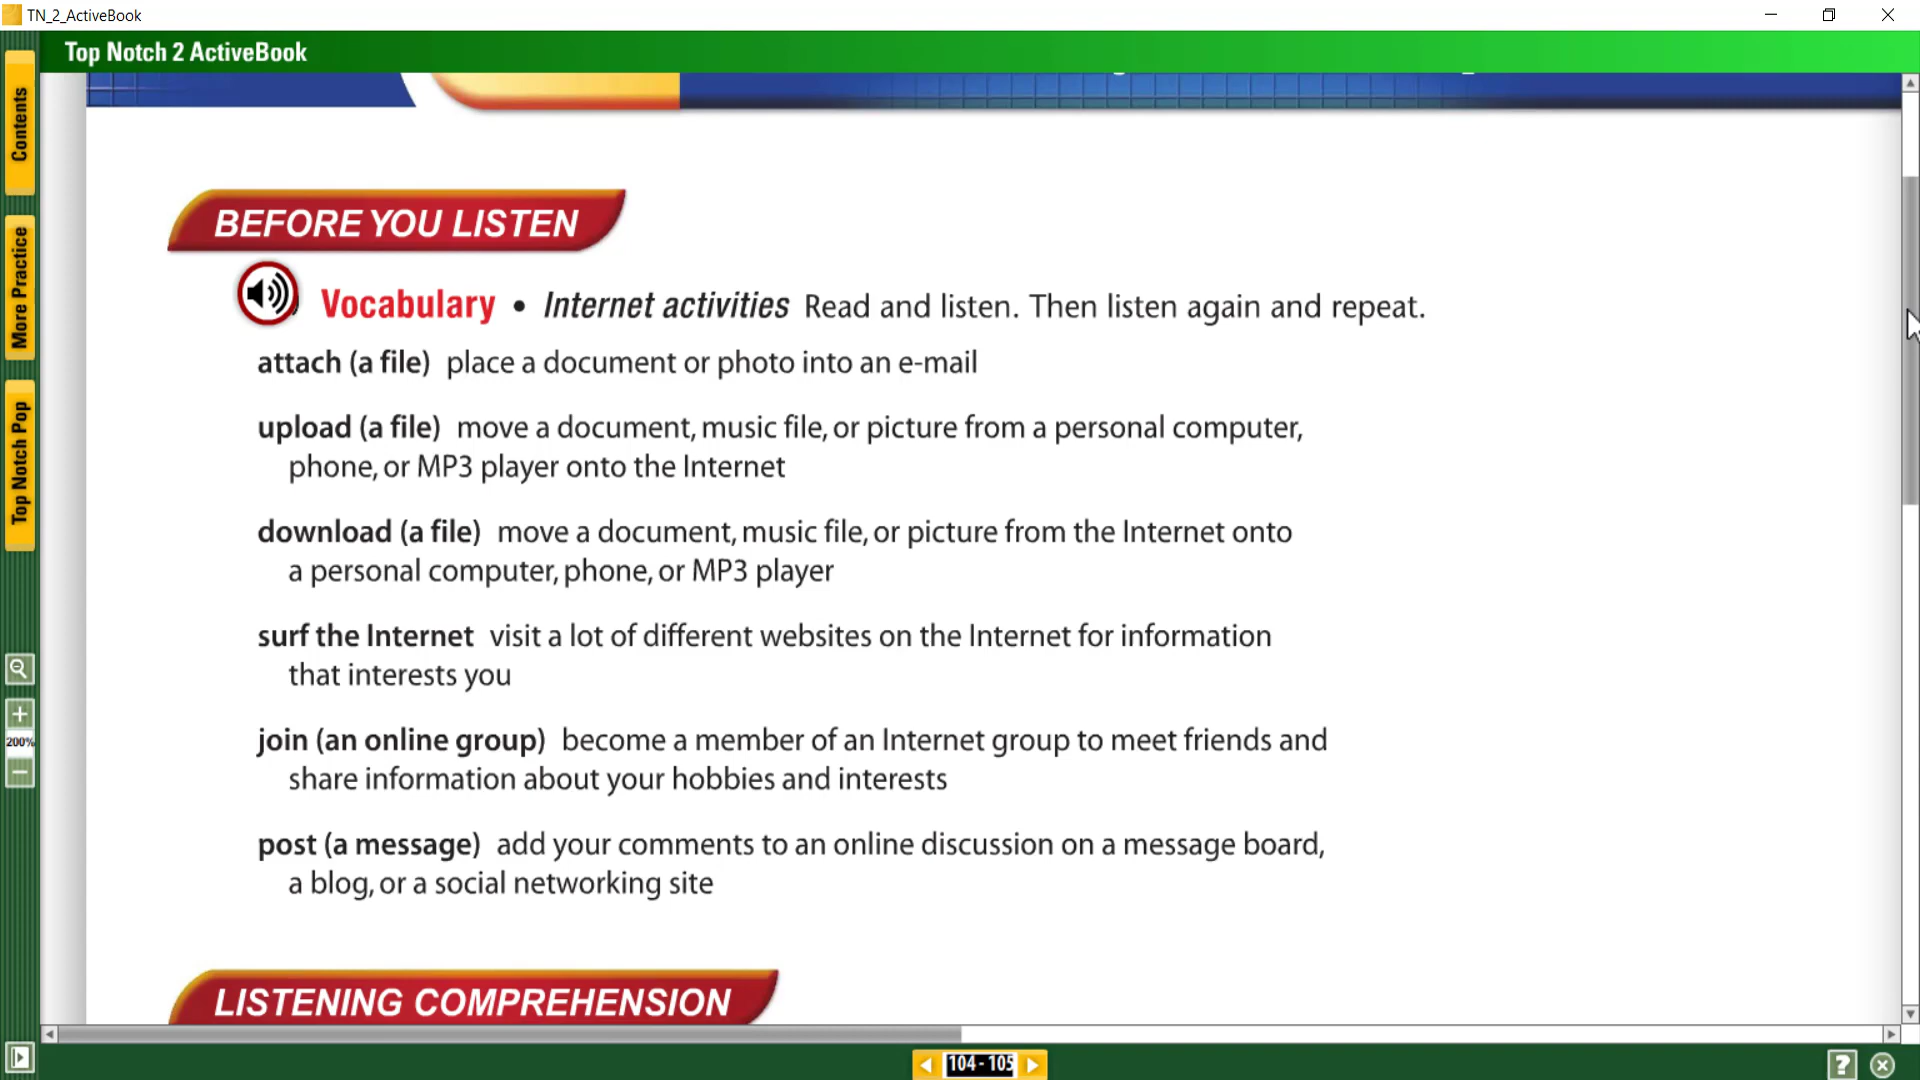 TN_2_ActiveBook
Top Notch 2 ActiveBook
Contents
More Practice
Top Notch Pop
200%
BEFORE YOU LISTEN
Vocabulary • Internet activities Read and listen. Then listen again and repeat.
attach (a file) place a document or photo into an e-mail
upload (a file) move a document, music file, or picture from a personal computer,
phone, or MP3 player onto the Internet
download (a file) move a document, music file, or picture from the Internet onto
a personal computer, phone, or MP3 player
surf the Internet visit a lot of different websites on the Internet for information
that interests you
join (an online group) become a member of an Internet group to meet friends and
share information about your hobbies and interests
post (a message) add your comments to an online discussion on a message board,
a blog, or a social networking site
LISTENING COMPREHENSION
104 - 105
?